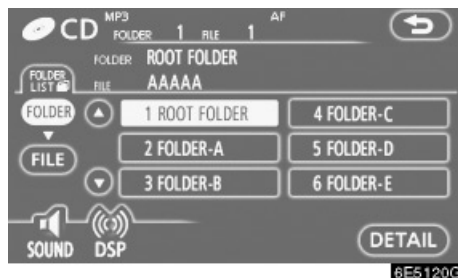 CD MP3 AF
FOLDER 1 FILE 1
FOLDER ROOT FOLDER
FOLDER LIST
FILE AAAAA
FOLDER
1 ROOT FOLDER 4 FOLDER-C
2 FOLDER-A 5 FOLDER-D
FILE
3 FOLDER-B 6 FOLDER-E
SOUND DSP DETAIL
6E5120G